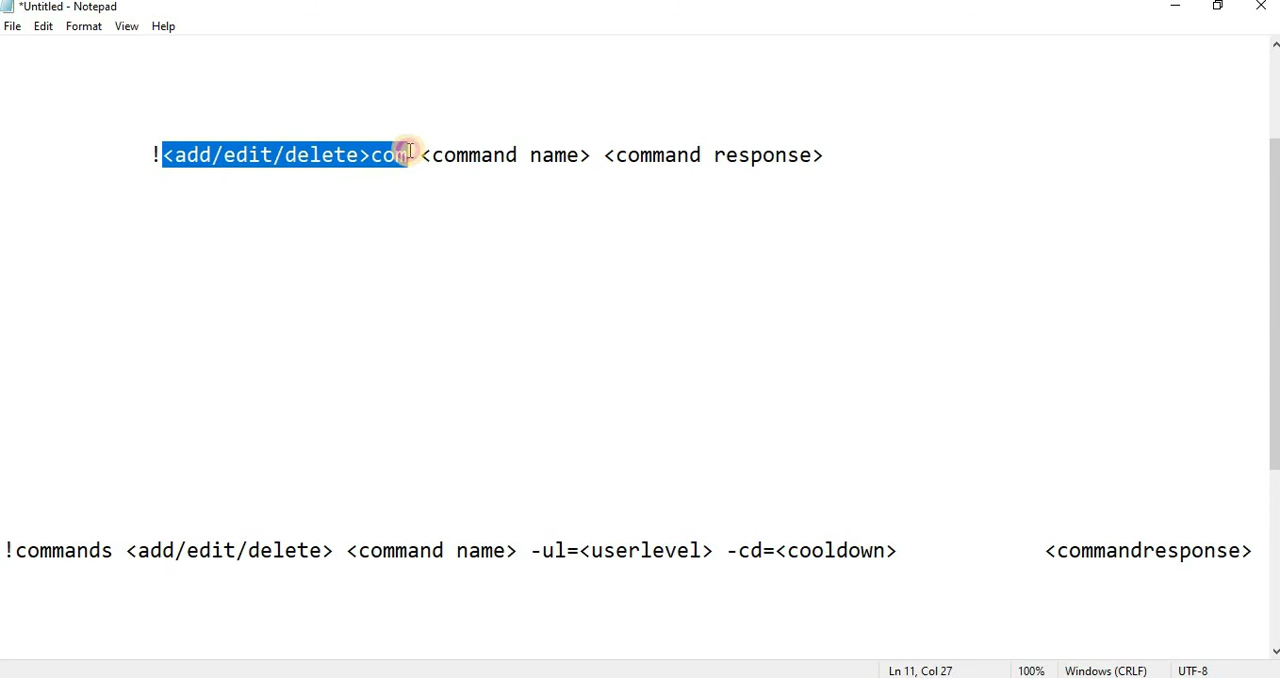 *Untitled - Notepad
File Edit Format View Help
!<add/edit/delete>com <command name> <command response>
!commands <add/edit/delete> <command name> -ul=<userlevel> -cd=<cooldown> <commandresponse>
Ln 11, Col 27 100% Windows (CRLF) UTF-8